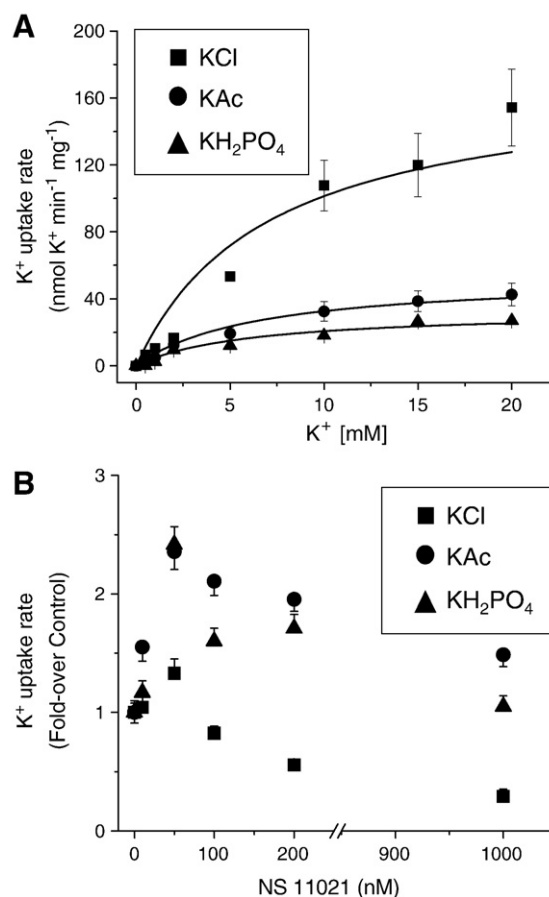 A
KCl
KAc
KH₂PO₄
K⁺ uptake rate
(nmol K⁺ min⁻¹ mg⁻¹)
200
160
120
80
40
0
0 5 10 15 20
K⁺ [mM]
B
KCl
KAc
KH₂PO₄
K⁺ uptake rate
(Fold-over Control)
3
2
1
0
0 100 200 900 1000
NS 11021 (nM)